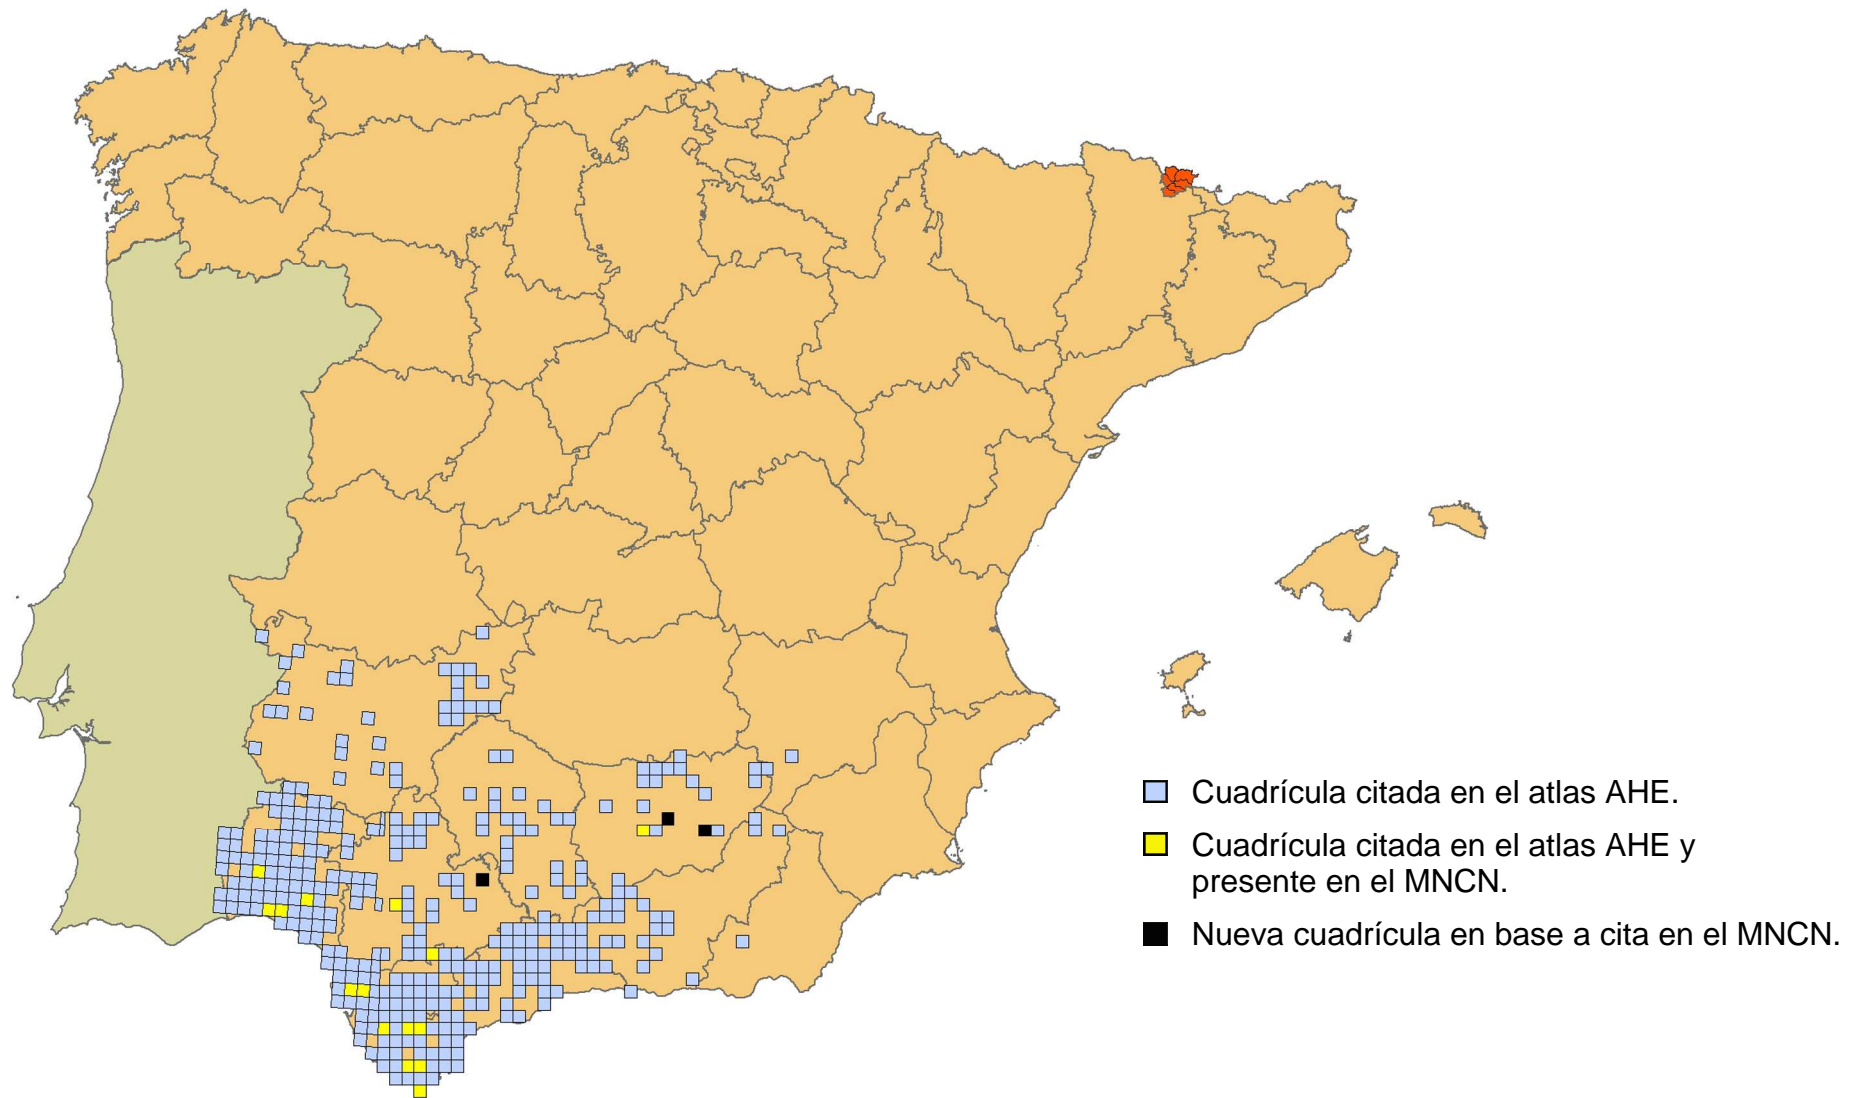 Cuadrícula citada en el atlas AHE.
Cuadrícula citada en el atlas AHE y
presente en el MNCN.
Nueva cuadrícula en base a cita en el MNCN.